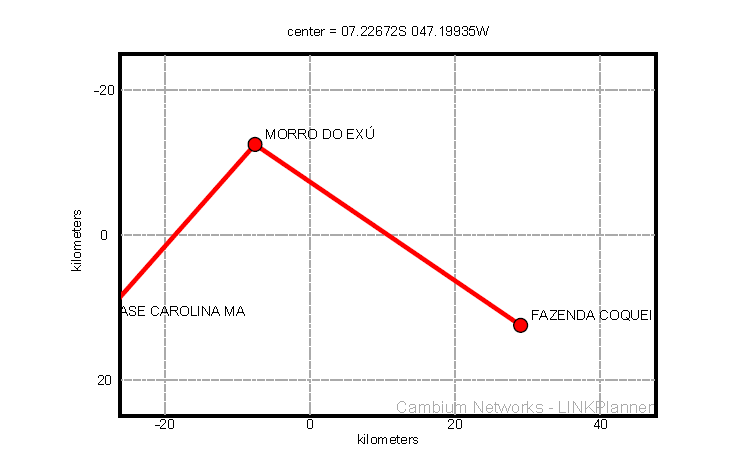 center = 07.22672S 047.19935W
-20
MORRO DO EXÚ
kilometers
0
ASE CAROLINA MA
FAZENDA COQUEI
20
Cambium Networks - LINKPlanner
-20 0 20 40
kilometers